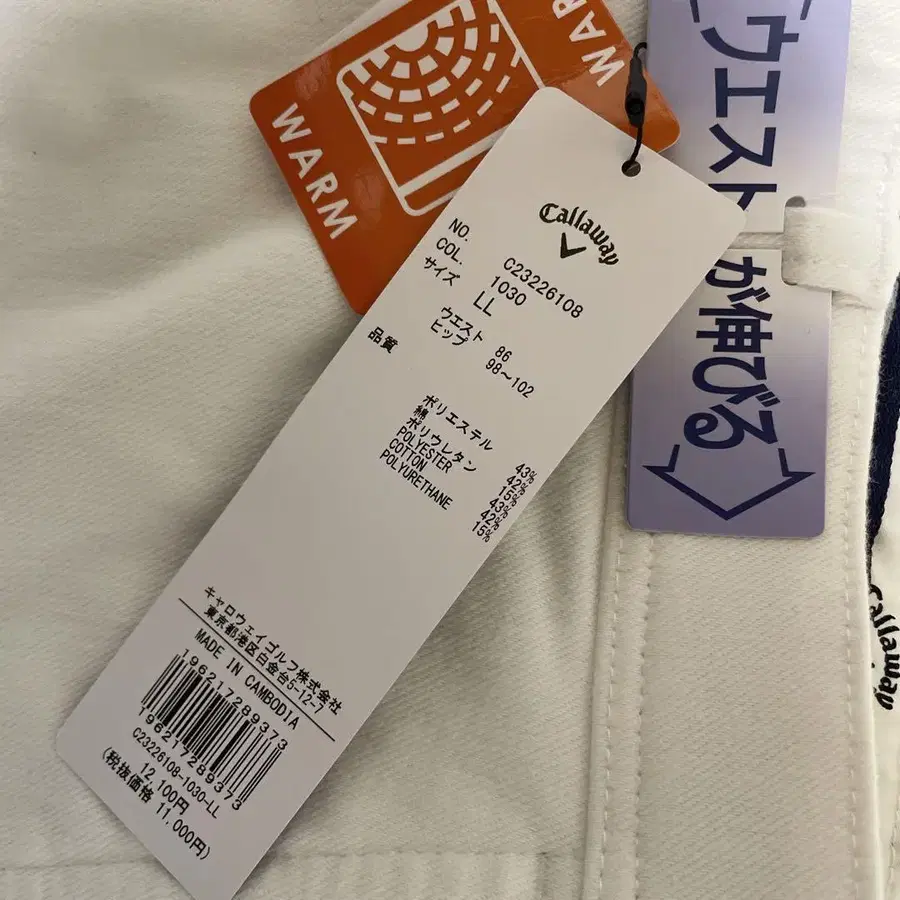 WARM
WARM
ウエストが伸びる
Callaway
NO. C23226108
COL. 1030
サイズ LL
ウエスト 86
ヒップ 98~102
品質
ポリエステル 43%
綿 42%
ポリウレタン 15%
POLYESTER 43%
COTTON 42%
POLYURETHANE 15%
キャロウェイゴルフ株式会社
東京都港区白金台5-12-7
MADE IN CAMBODIA
196217289373
196217289373
C23226108-1030-LL
12,100円
(税抜価格 11,000円)
Callaway